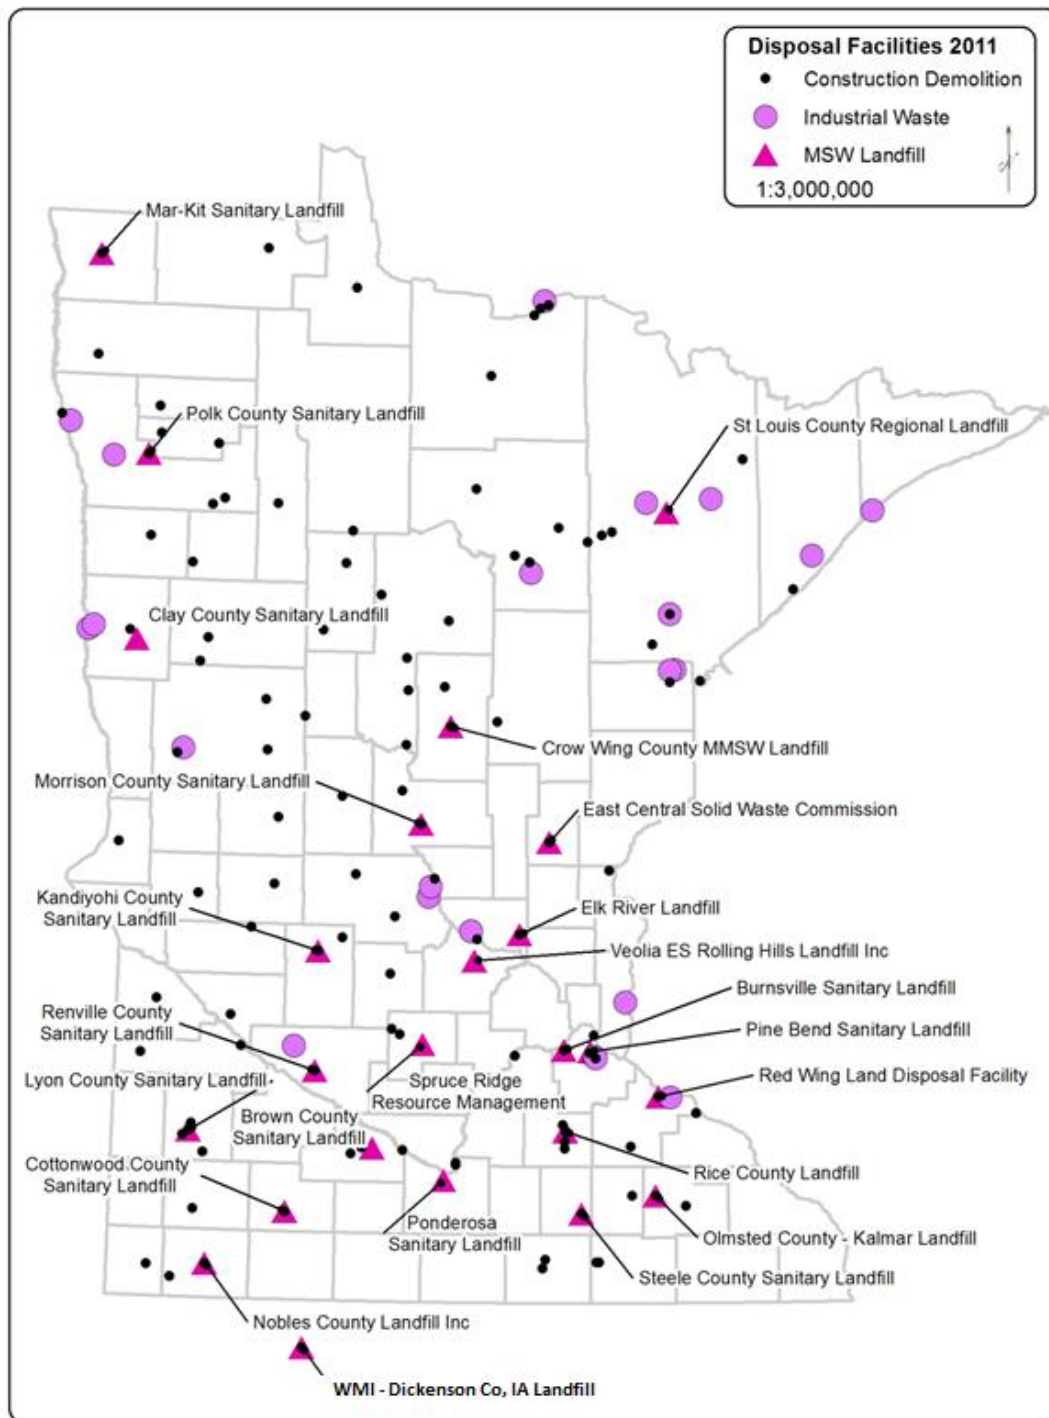 Disposal Facilities 2011
Construction Demolition
Industrial Waste
MSW Landfill
1:3,000,000
Mar-Kit Sanitary Landfill
Polk County Sanitary Landfill
St Louis County Regional Landfill
Clay County Sanitary Landfill
Crow Wing County MMSW Landfill
Morrison County Sanitary Landfill
East Central Solid Waste Commission
Kandiyohi County
Sanitary Landfill
Elk River Landfill
Veolia ES Rolling Hills Landfill Inc
Burnsville Sanitary Landfill
Renville County
Sanitary Landfill
Pine Bend Sanitary Landfill
Lyon County Sanitary Landfill
Spruce Ridge
Resource Management
Red Wing Land Disposal Facility
Brown County
Sanitary Landfill
Cottonwood County
Sanitary Landfill
Rice County Landfill
Ponderosa
Sanitary Landfill
Olmsted County - Kalmar Landfill
Steele County Sanitary Landfill
Nobles County Landfill Inc
WMI - Dickenson Co, IA Landfill